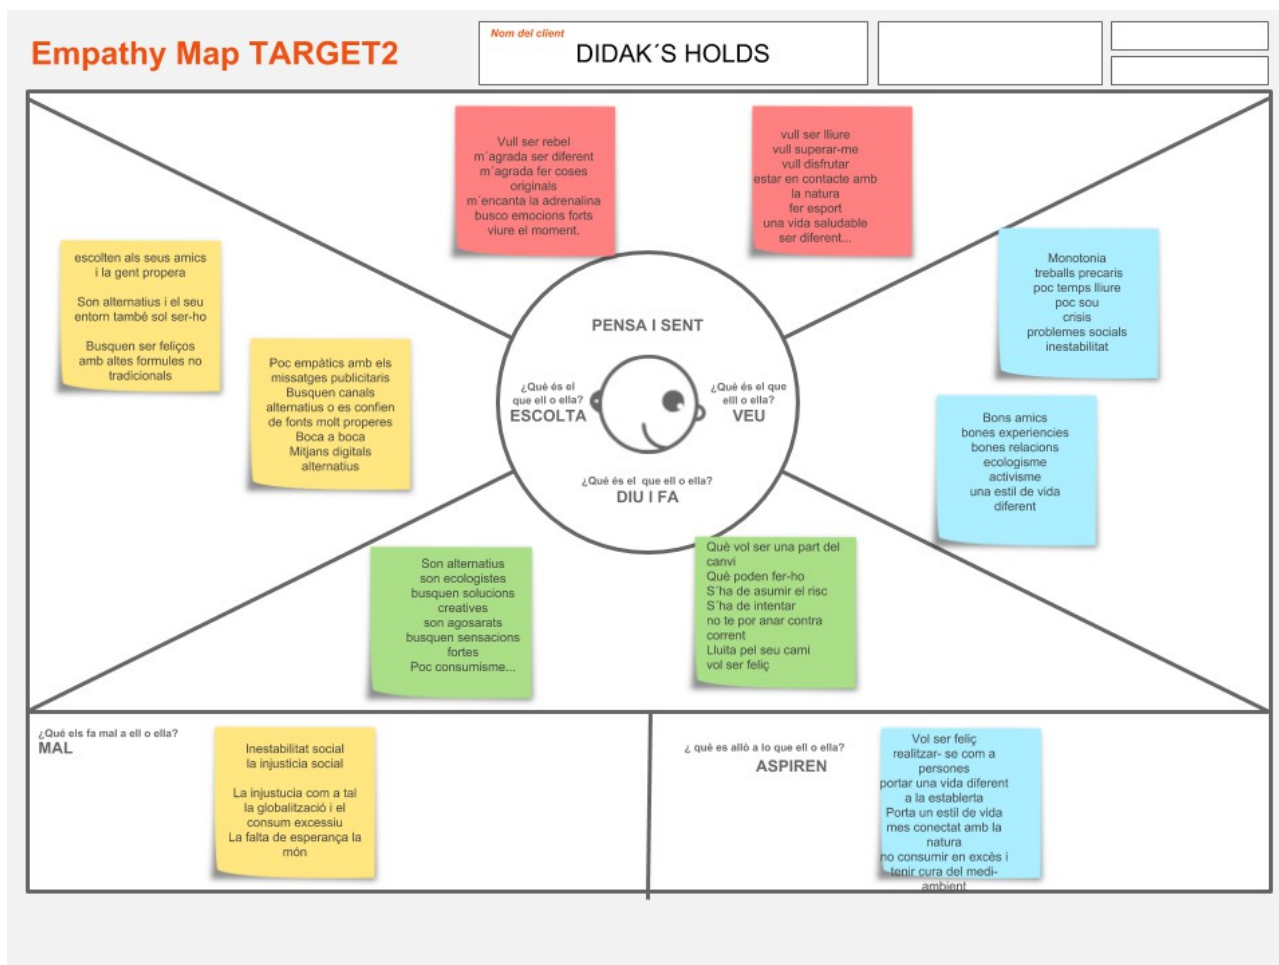 Empathy Map TARGET2
Nom del client
DIDAK´S HOLDS
Vull ser rebel
m´agrada ser diferent
m´agrada fer coses
originals
m´encanta la adrenalina
busco emocions forts
viure el moment.
vull ser lliure
vull superar-me
vull disfrutar
estar en contacte amb
la natura
fer esport
una vida saludable
ser diferent...
escolten als seus amics
i la gent propera
Son alternatius i el seu
entorn també sol ser-ho
Busquen ser feliços
amb altes formules no
tradicionals
Poc empàtics amb els
missatges publicitaris
Busquen canals
alternatius o es confien
de fonts molt properes
Boca a boca
Mitjans digitals
alternatius
PENSA I SENT
¿Què és el
que ell o ella?
ESCOLTA
¿Què és el que
elll o ella?
VEU
¿Què és el que ell o ella?
DIU I FA
Monotonia
treballs precaris
poc temps lliure
poc sou
crisis
problemes socials
inestabilitat
Bons amics
bones experiencies
bones relacions
ecologisme
activisme
una estil de vida
diferent
Son alternatius
son ecologistes
busquen solucions
creatives
son agosarats
busquen sensacions
fortes
Poc consumisme...
Què vol ser una part del
canvi
Què poden fer-ho
S´ha de asumir el risc
S´ha de intentar
no te por anar contra
corrent
Lluita pel seu cami
vol ser feliç
¿Qué els fa mal a ell o ella?
MAL
Inestabilitat social
la injusticia social
La injustucia com a tal
la globalització i el
consum excessiu
La falta de esperança la
món
¿ què es allò a lo que ell o ella?
ASPIREN
Vol ser feliç
realitzar- se com a
persones
portar una vida diferent
a la establerta
Porta un estil de vida
mes conectat amb la
natura
no consumir en excès i
tenir cura del medi-
ambient